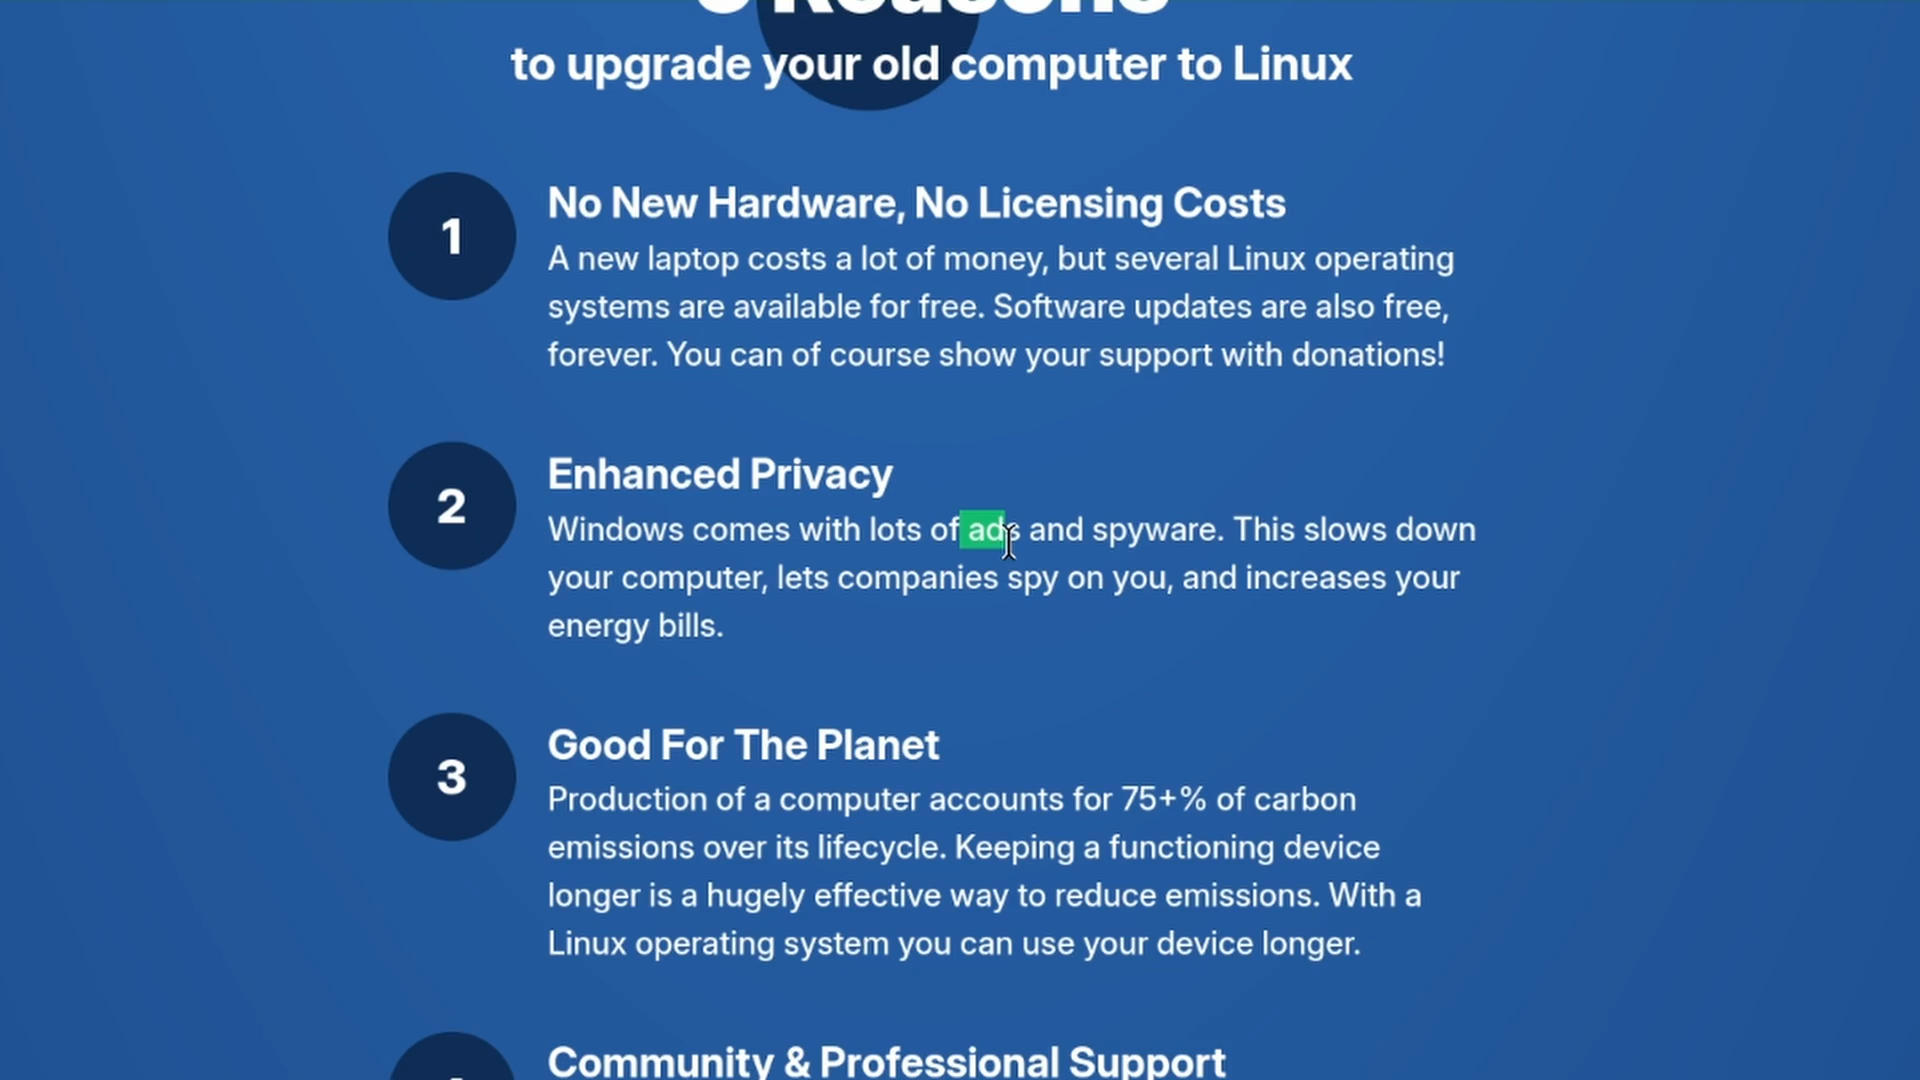 Reasons
to upgrade your old computer to Linux
1
No New Hardware, No Licensing Costs
A new laptop costs a lot of money, but several Linux operating
systems are available for free. Software updates are also free,
forever. You can of course show your support with donations!
2
Enhanced Privacy
Windows comes with lots of ads and spyware. This slows down
your computer, lets companies spy on you, and increases your
energy bills.
3
Good For The Planet
Production of a computer accounts for 75+% of carbon
emissions over its lifecycle. Keeping a functioning device
longer is a hugely effective way to reduce emissions. With a
Linux operating system you can use your device longer.
Community & Professional Support